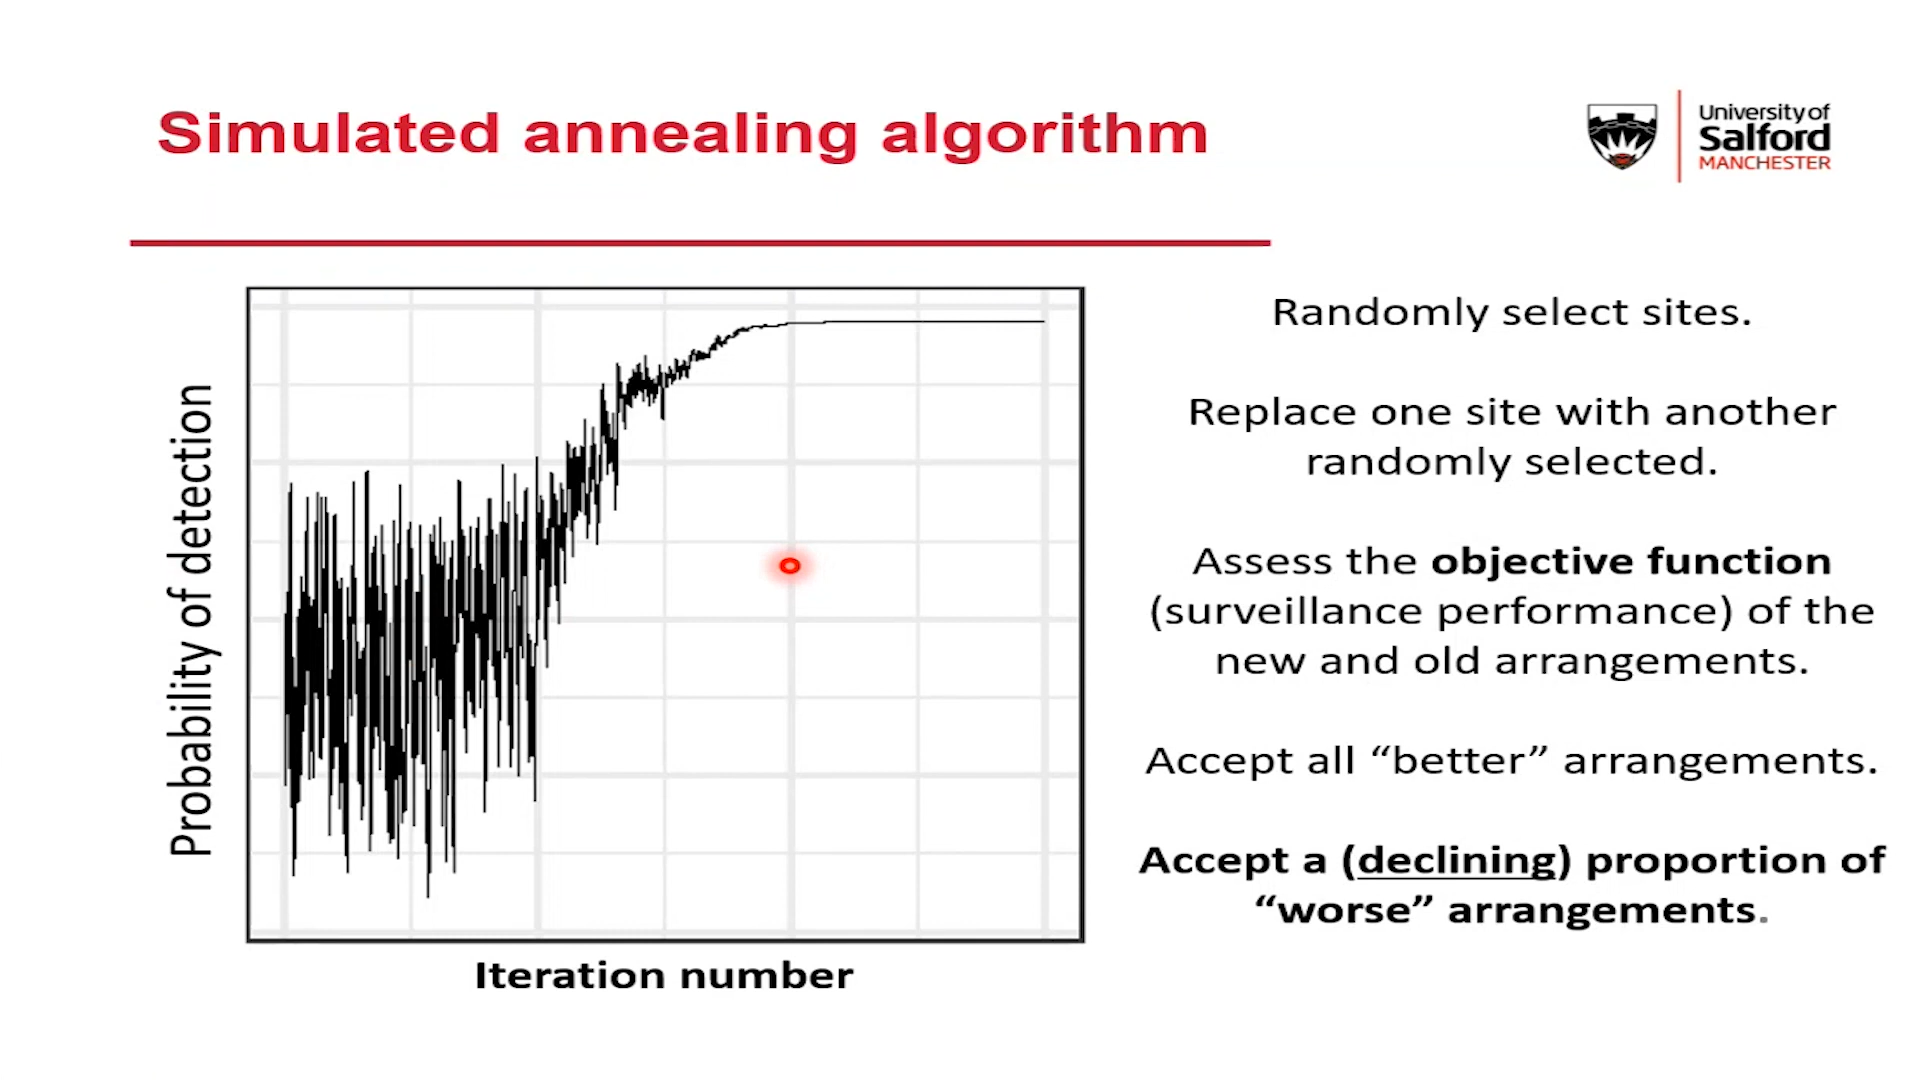 Simulated annealing algorithm
University of
Salford
MANCHESTER
Probability of detection
Iteration number
Randomly select sites.
Replace one site with another
randomly selected.
Assess the objective function
(surveillance performance) of the
new and old arrangements.
Accept all “better” arrangements.
Accept a (declining) proportion of
“worse” arrangements.